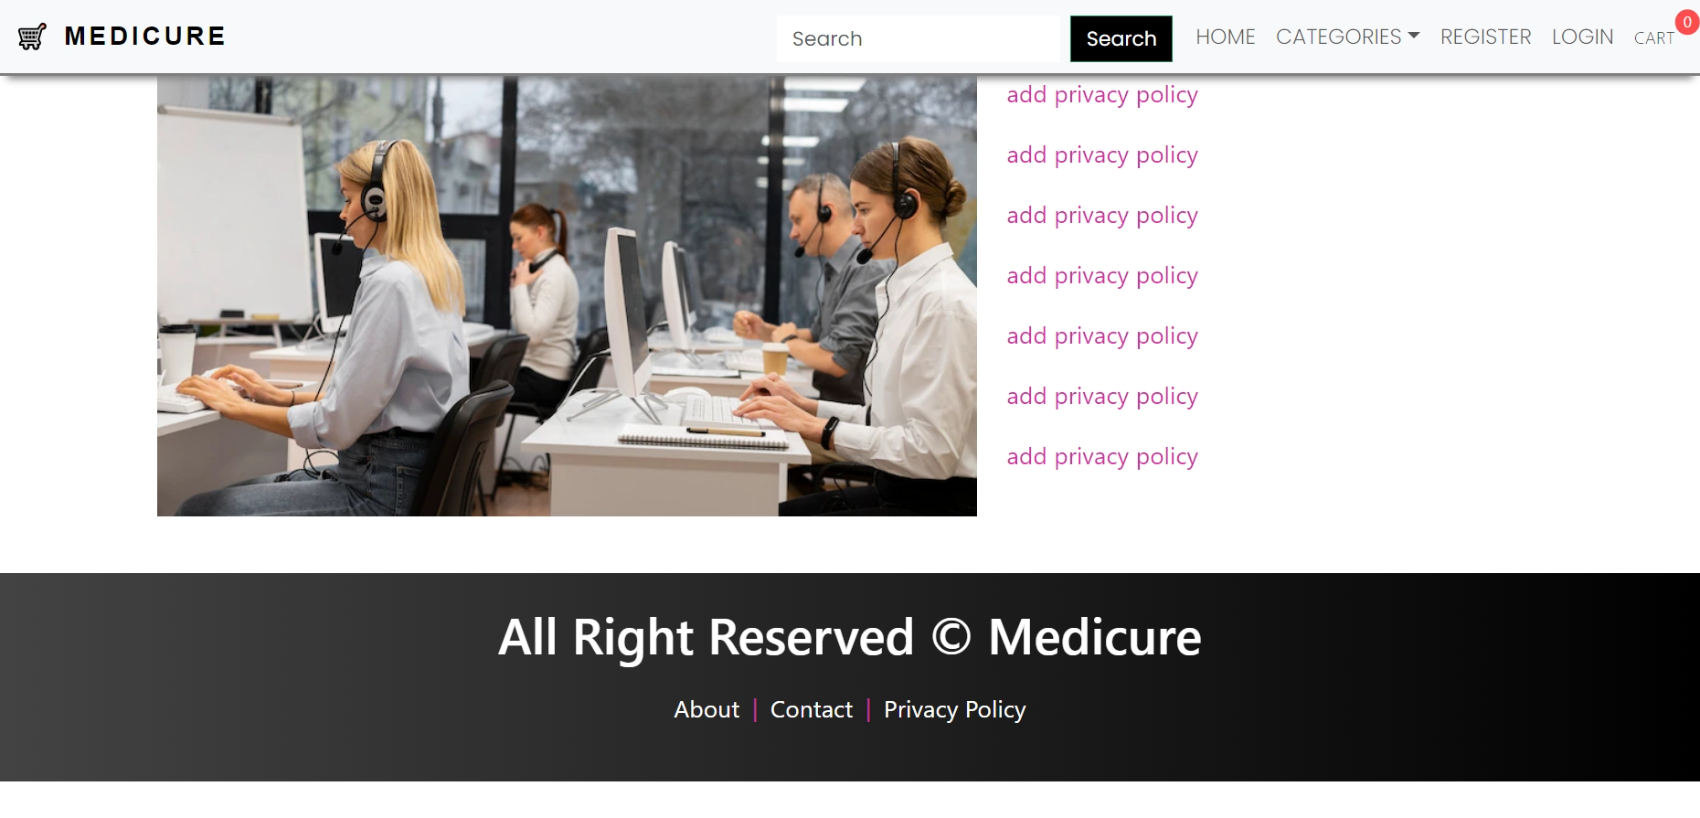 MEDICURE Search Search HOME CATEGORIES REGISTER LOGIN CART 0
add privacy policy
add privacy policy
add privacy policy
add privacy policy
add privacy policy
add privacy policy
add privacy policy
All Right Reserved © Medicure
About | Contact | Privacy Policy